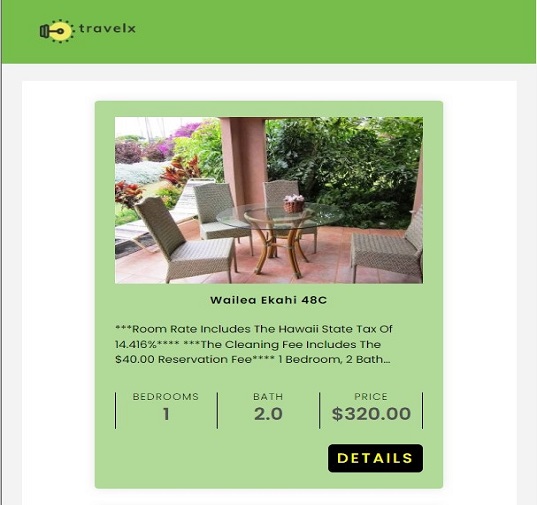 travelx
Wailea Ekahi 48C
***Room Rate Includes The Hawaii State Tax Of
14.416%**** ***The Cleaning Fee Includes The
$40.00 Reservation Fee**** 1 Bedroom, 2 Bath...
BEDROOMS
1
BATH
2.0
PRICE
$320.00
DETAILS